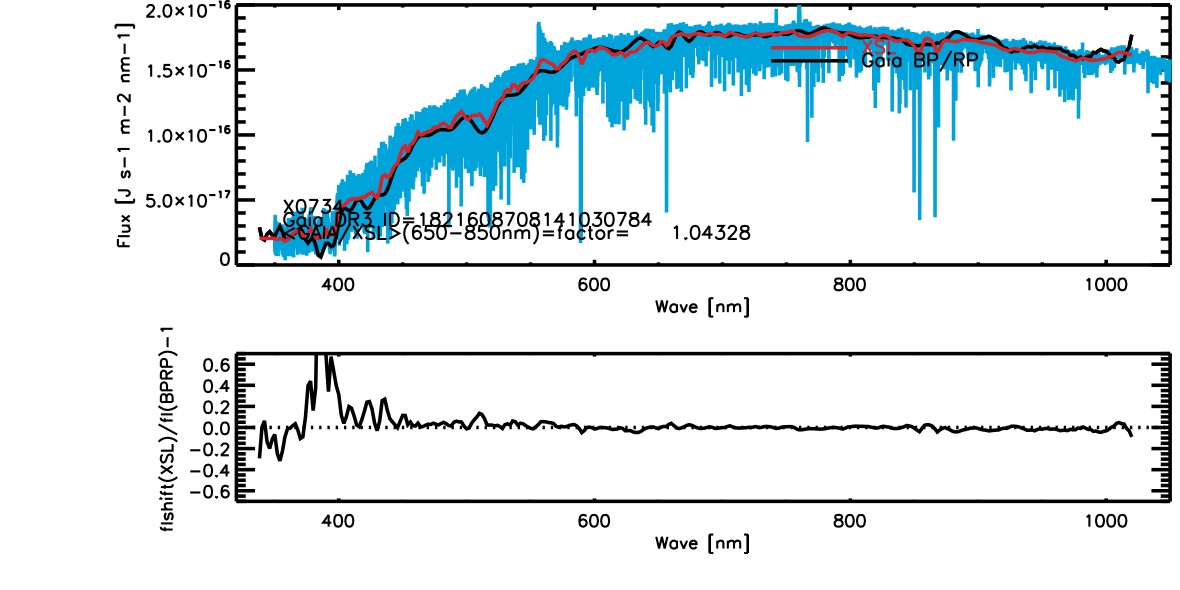 2.0×10−16
1.5×10−16
1.0×10−16
5.0×10−17
0
Flux [J s−1 m−2 nm−1]
XSL
Gaia BP/RP
X0734
Gaia DR3 ID=1821608708141030784
<GAIA/XSL>(650−850nm)=factor= 1.04328
400 600 800 1000
Wave [nm]
flshift(XSL)/fl(BPRP)−1
0.6
0.4
0.2
0.0
−0.2
−0.4
−0.6
400 600 800 1000
Wave [nm]